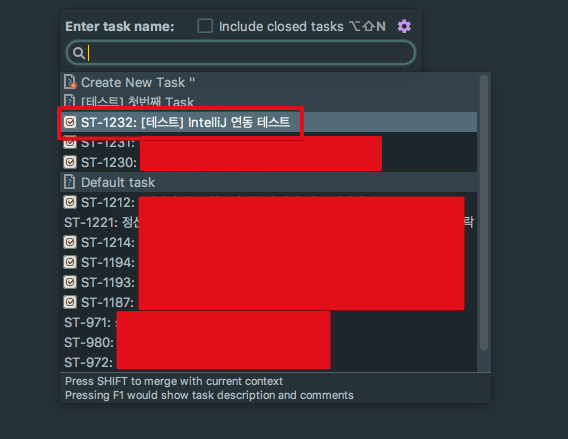 Enter task name: Include closed tasks ⌥⇧N
Create New Task ''
[테스트] 첫번째 Task
ST-1232: [테스트] IntelliJ 연동 테스트
ST-1231:
ST-1230:
Default task
ST-1212:
ST-1221: 정산 락
ST-1214:
ST-1194:
ST-1193:
ST-1187:
ST-971:
ST-980:
ST-972:
Press SHIFT to merge with current context
Pressing F1 would show task description and comments